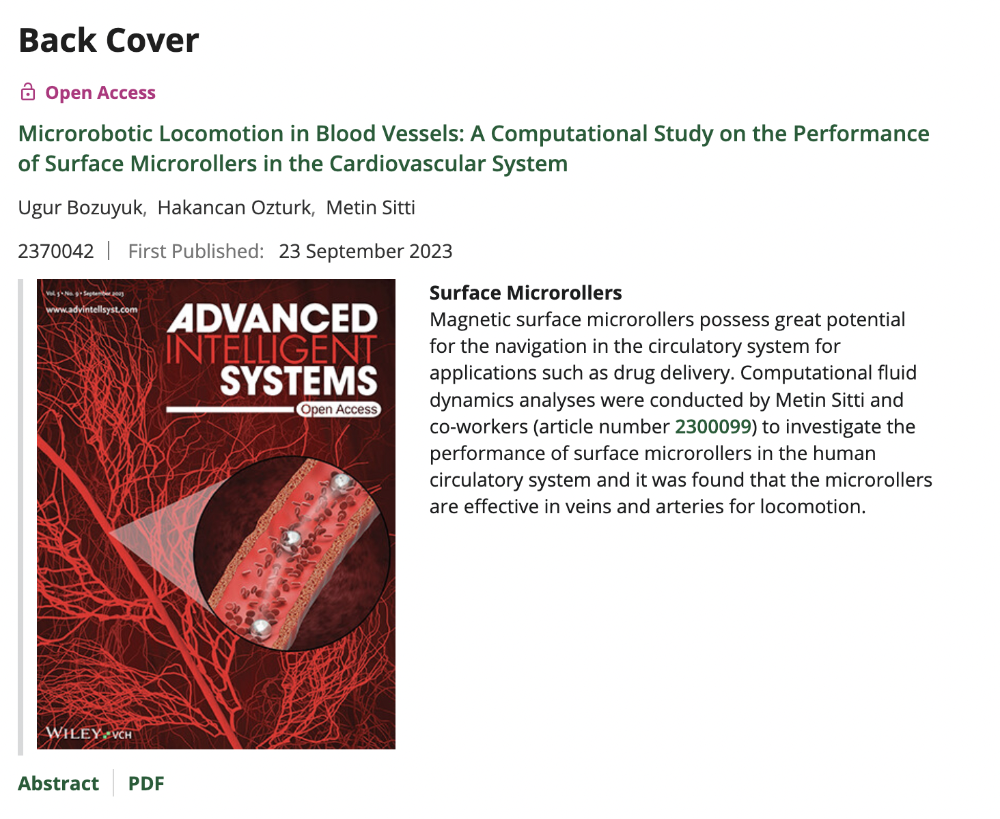 Back Cover
Open Access
Microrobotic Locomotion in Blood Vessels: A Computational Study on the Performance
of Surface Microrollers in the Cardiovascular System
Ugur Bozuyuk, Hakancan Ozturk, Metin Sitti
2370042 | First Published: 23 September 2023
Vol. 5 • No. 9 • September 2023
www.advintellsyst.com
ADVANCED
INTELLIGENT
SYSTEMS
Open Access
WILEY-VCH
Surface Microrollers
Magnetic surface microrollers possess great potential
for the navigation in the circulatory system for
applications such as drug delivery. Computational fluid
dynamics analyses were conducted by Metin Sitti and
co-workers (article number 2300099) to investigate the
performance of surface microrollers in the human
circulatory system and it was found that the microrollers
are effective in veins and arteries for locomotion.
Abstract | PDF